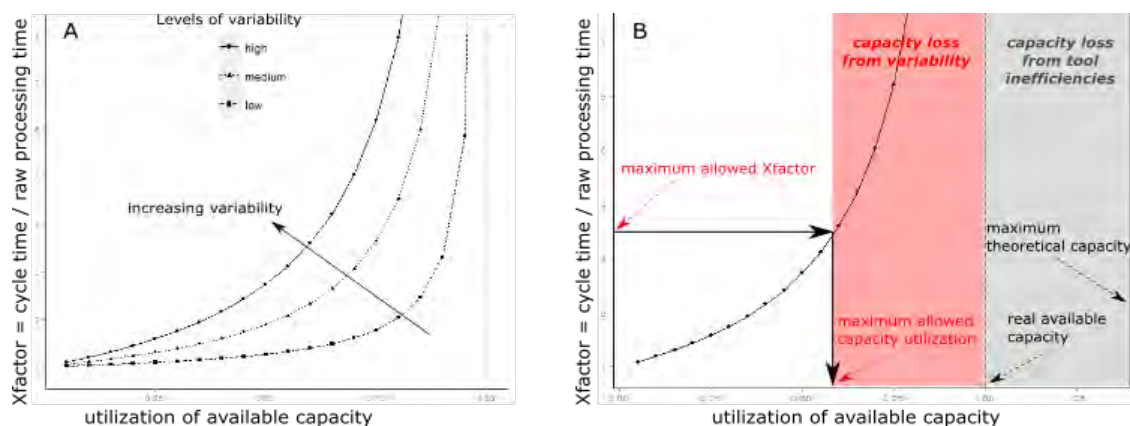 Levels of variability
A
high
medium
low
increasing variability
Xfactor = cycle time / raw processing time
utilization of available capacity
B
capacity loss
from variability
capacity loss
from tool
inefficiencies
maximum allowed Xfactor
maximum
theoretical capacity
maximum allowed
capacity utilization
real available
capacity
Xfactor = cycle time / raw processing time
utilization of available capacity